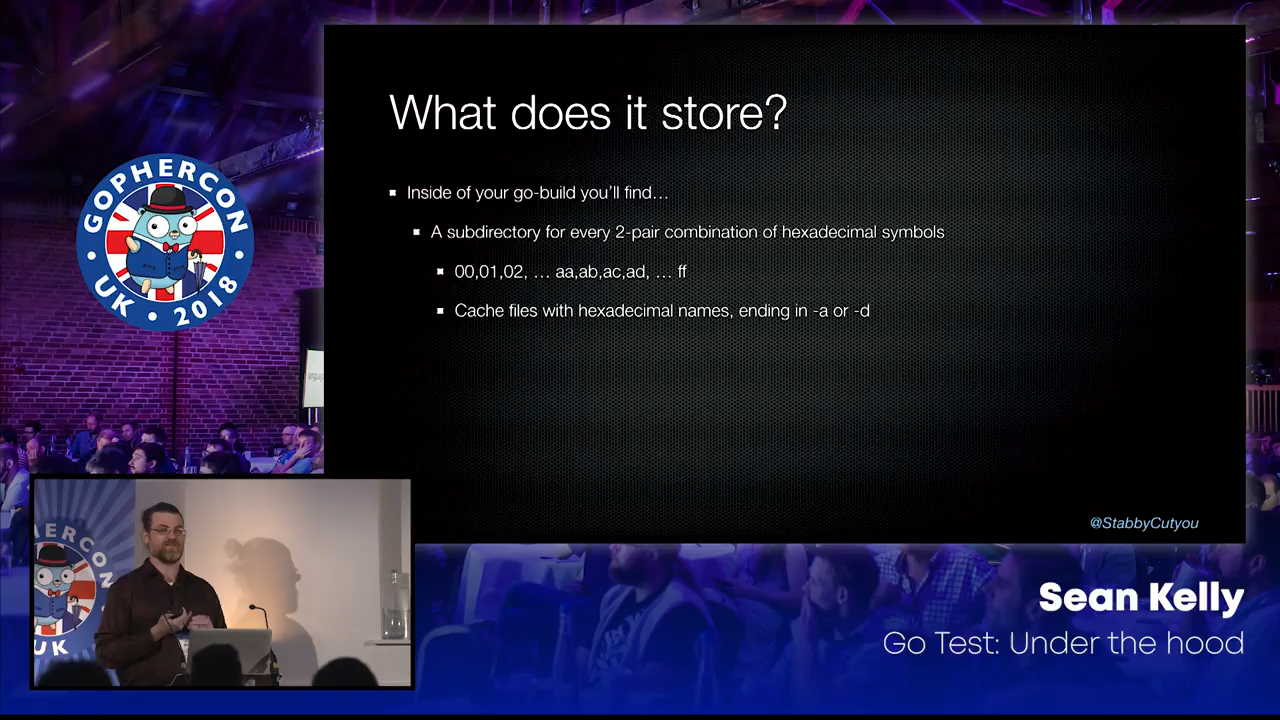 What does it store?
Inside of your go-build you'll find…
A subdirectory for every 2-pair combination of hexadecimal symbols
00,01,02, … aa,ab,ac,ad, … ff
Cache files with hexadecimal names, ending in -a or -d
@StabbyCutyou
GOPHERCON
UK • 2018
Sean Kelly
Go Test: Under the hood
PHERCON
UK